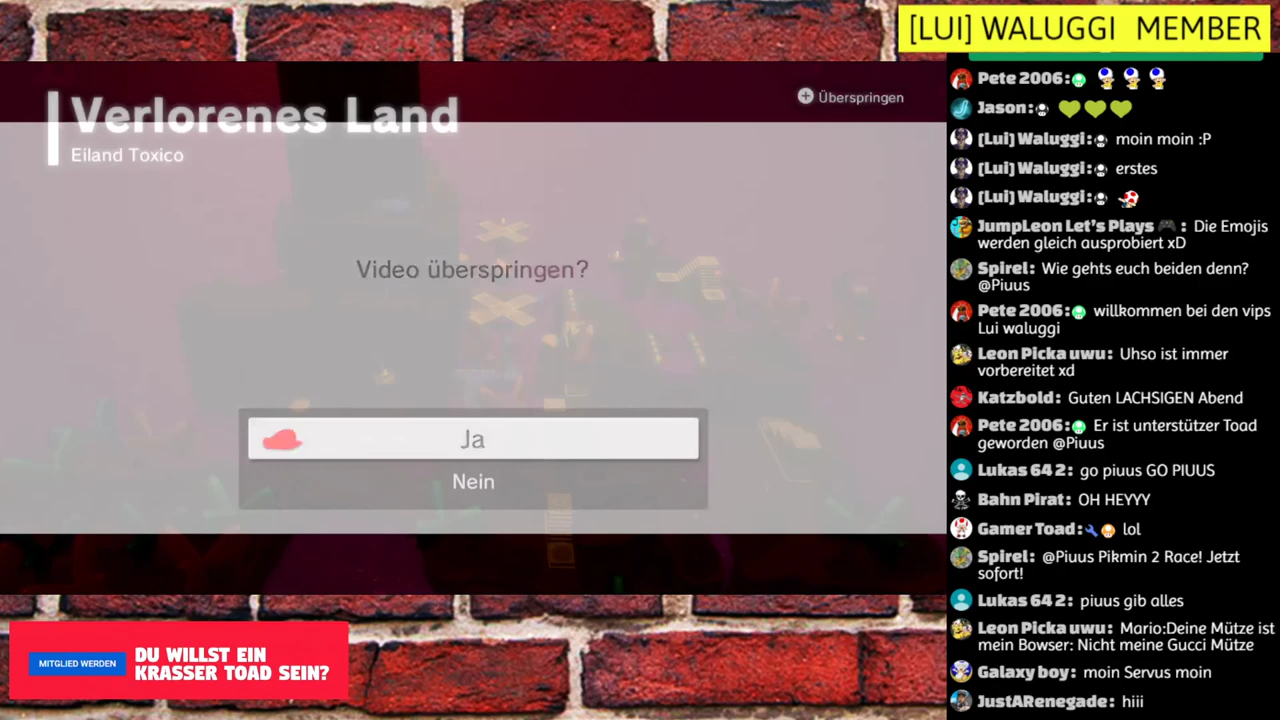 [LUI] WALUGGI MEMBER
Verlorenes Land
Eiland Toxico
Überspringen
Video überspringen?
Ja
Nein
MITGLIED WERDEN
DU WILLST EIN
KRASSER TOAD SEIN?
Pete 2006:
Jason:
[Lui] Waluggi: moin moin :P
[Lui] Waluggi: erstes
[Lui] Waluggi:
JumpLeon Let's Plays : Die Emojis
werden gleich ausprobiert xD
Spirel: Wie gehts euch beiden denn?
@Piuus
Pete 2006: willkommen bei den vips
Lui waluggi
Leon Picka uwu: Uhso ist immer
vorbereitet xd
Katzbold: Guten LACHSIGEN Abend
Pete 2006: Er ist unterstützer Toad
geworden @Piuus
Lukas 64 2: go piuus GO PIUUS
Bahn Pirat: OH HEYYY
Gamer Toad: lol
Spirel: @Piuus Pikmin 2 Race! Jetzt
sofort!
Lukas 64 2: piuus gib alles
Leon Picka uwu: Mario:Deine Mütze ist
mein Bowser: Nicht meine Gucci Mütze
Galaxy boy: moin Servus moin
JustARenegade: hiii